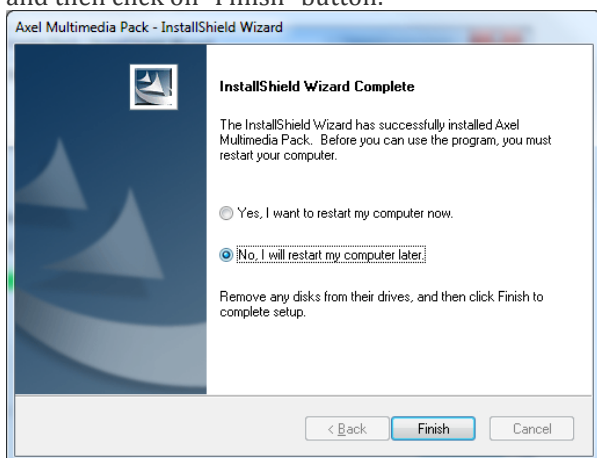 and then click on "Finish" button.
Axel Multimedia Pack - InstallShield Wizard
InstallShield Wizard Complete
The InstallShield Wizard has successfully installed Axel
Multimedia Pack. Before you can use the program, you must
restart your computer.
Yes, I want to restart my computer now.
No, I will restart my computer later.
Remove any disks from their drives, and then click Finish to
complete setup.
< Back
Finish
Cancel